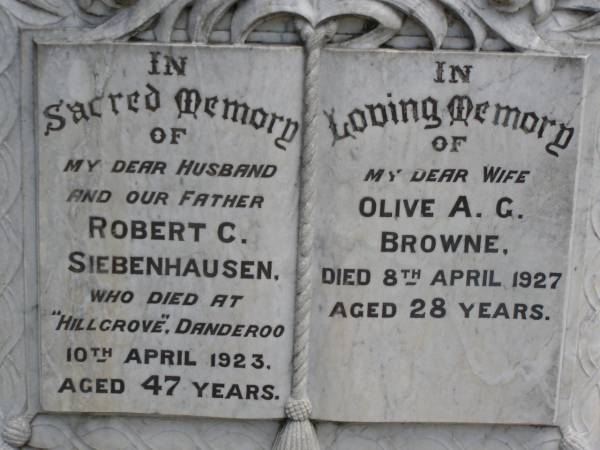 IN
Sacred Memory
OF
MY DEAR HUSBAND
AND OUR FATHER
ROBERT C.
SIEBENHAUSEN,
WHO DIED AT
"HILLGROVE", DANDEROO
10TH APRIL 1923,
AGED 47 YEARS.
IN
Loving Memory
OF
MY DEAR WIFE
OLIVE A. G.
BROWNE,
DIED 8TH APRIL 1927
AGED 28 YEARS.